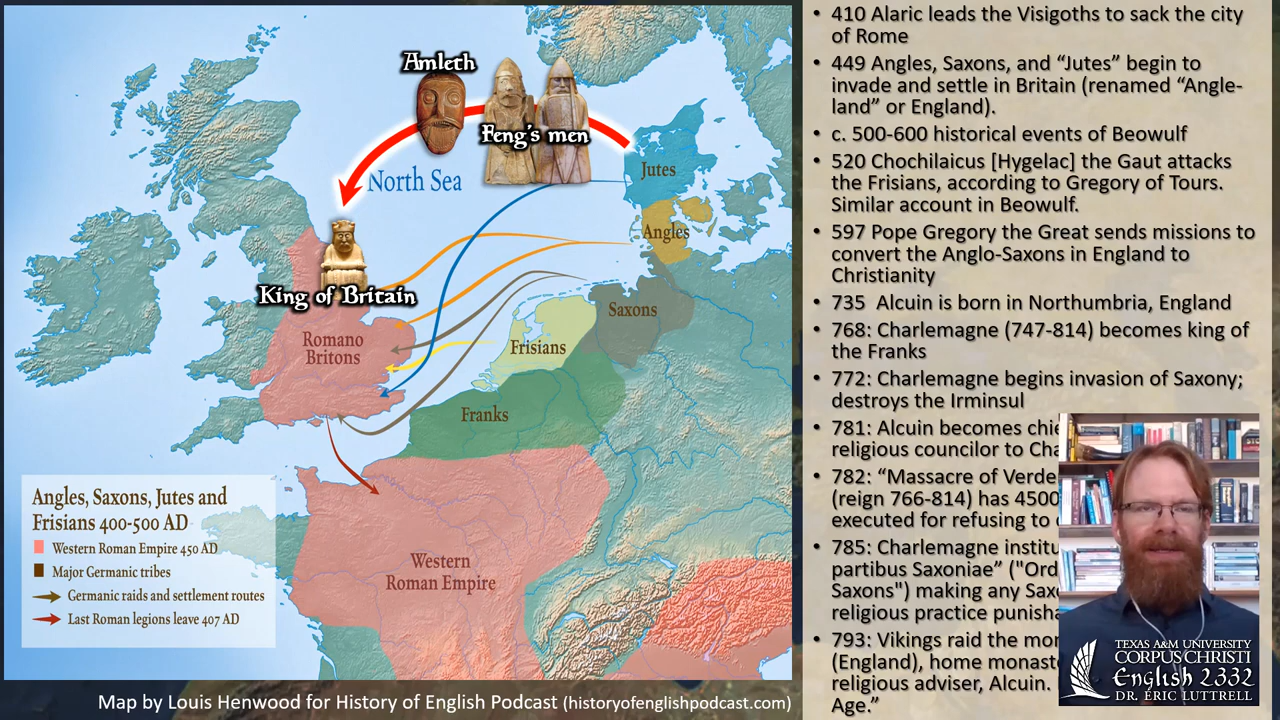 Amleth
Feng's men
North Sea
Jutes
Angles
King of Britain
Saxons
Romano
Britons
Frisians
Franks
Angles, Saxons, Jutes and
Frisians 400-500 AD
Western Roman Empire 450 AD
Major Germanic tribes
Germanic raids and settlement routes
Last Roman legions leave 407 AD
Western
Roman Empire
Map by Louis Henwood for History of English Podcast (historyofenglishpodcast.com)
• 410 Alaric leads the Visigoths to sack the city
of Rome
• 449 Angles, Saxons, and “Jutes” begin to
invade and settle in Britain (renamed “Angle-
land” or England).
• c. 500-600 historical events of Beowulf
• 520 Chochilaicus [Hygelac] the Gaut attacks
the Frisians, according to Gregory of Tours.
Similar account in Beowulf.
• 597 Pope Gregory the Great sends missions to
convert the Anglo-Saxons in England to
Christianity
• 735 Alcuin is born in Northumbria, England
• 768: Charlemagne (747-814) becomes king of
the Franks
• 772: Charlemagne begins invasion of Saxony;
destroys the Irminsul
• 781: Alcuin becomes chie
religious councilor to Cha
• 782: “Massacre of Verde
(reign 766-814) has 4500
executed for refusing to
• 785: Charlemagne institu
partibus Saxoniae” ("Ord
Saxons") making any Sax
religious practice punisha
• 793: Vikings raid the mon
(England), home monaste
religious adviser, Alcuin.
Age.”
TEXAS A&M UNIVERSITY
CORPUS CHRISTI
English 2332
DR. ERIC LUTTRELL